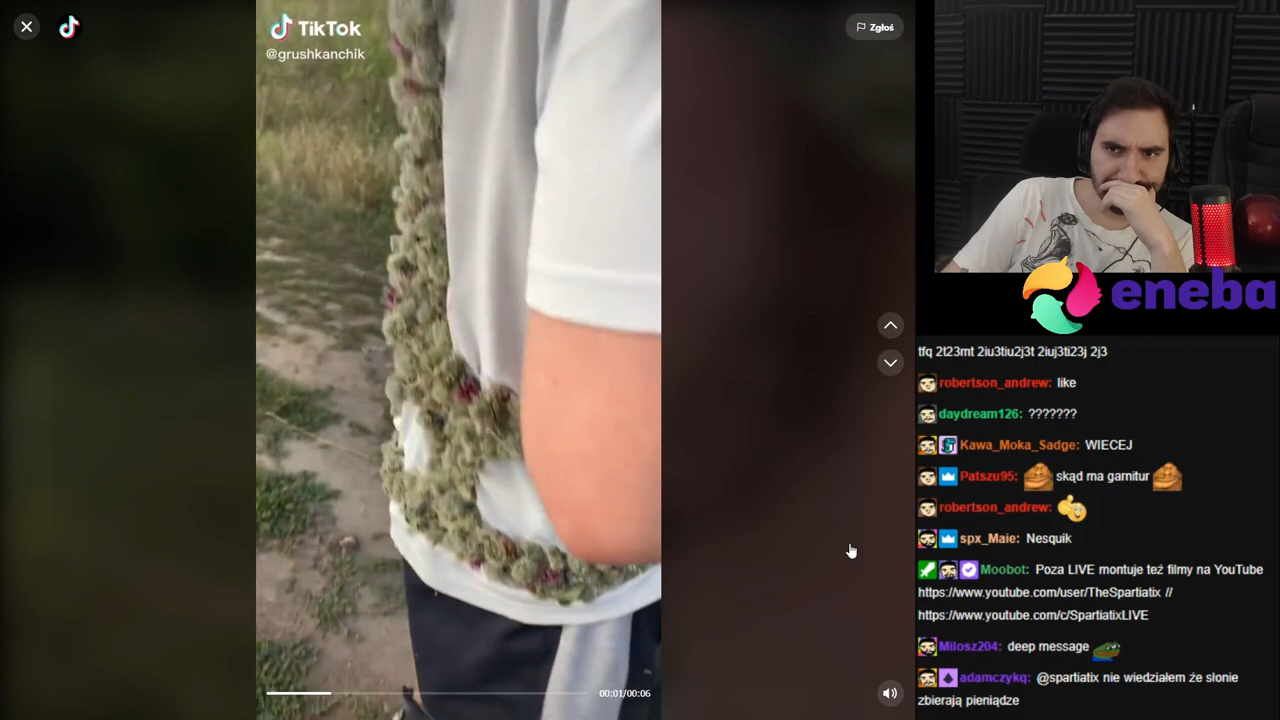 TikTok
@grushkanchik
Zgłoś
00:01/00:06
eneba
tfq 2t23mt 2iu3tiu2j3t 2iuj3ti23j 2j3
robertson_andrew: like
daydream126: ???????
Kawa_Moka_Sadge: WIECEJ
Patszu95: skąd ma garnitur
robertson_andrew:
spx_Maie: Nesquik
Moobot: Poza LIVE montuje też filmy na YouTube
https://www.youtube.com/user/TheSpartiatix //
https://www.youtube.com/c/SpartiatixLIVE
Milosz204: deep message
adamczykq: @spartiatix nie wiedziałem że słonie
zbierają pieniądze